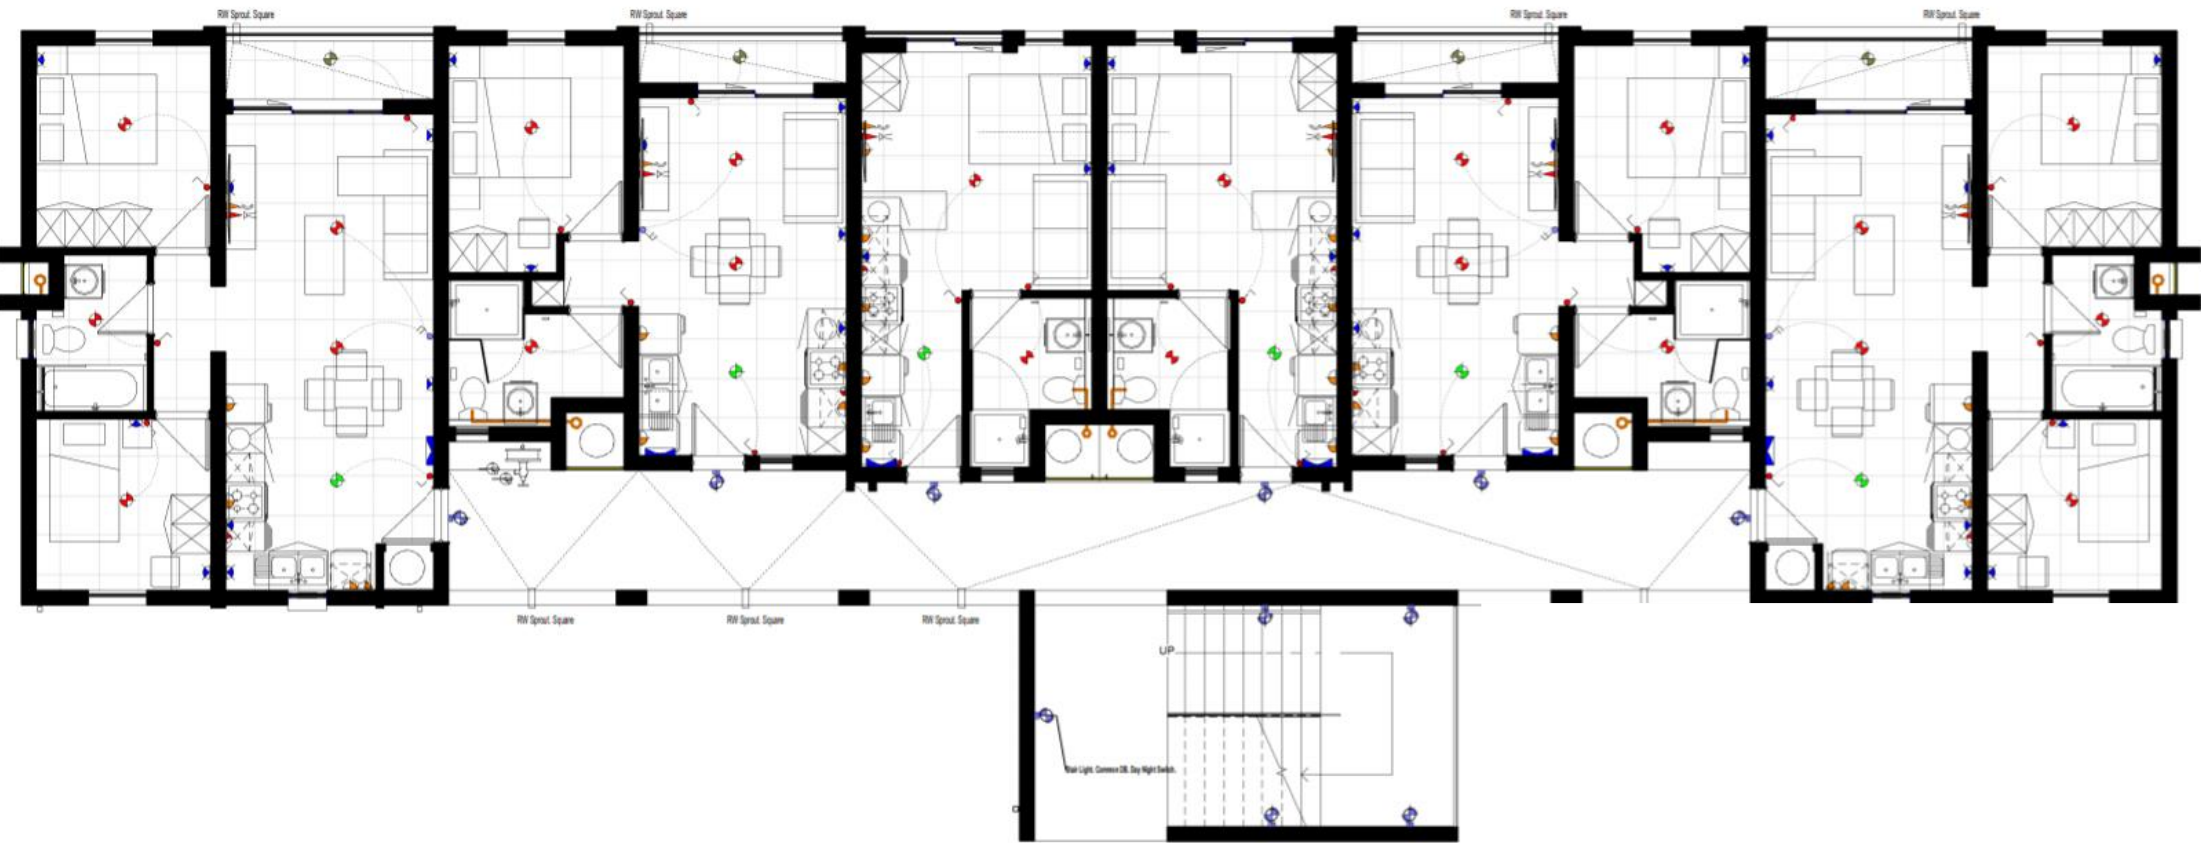 RW Sprout. Square
RW Sprout. Square
RW Sprout. Square
RW Sprout. Square
RW Sprout. Square
RW Sprout. Square
RW Sprout. Square
UP
Stair Light. Common DB. Day Night Switch.